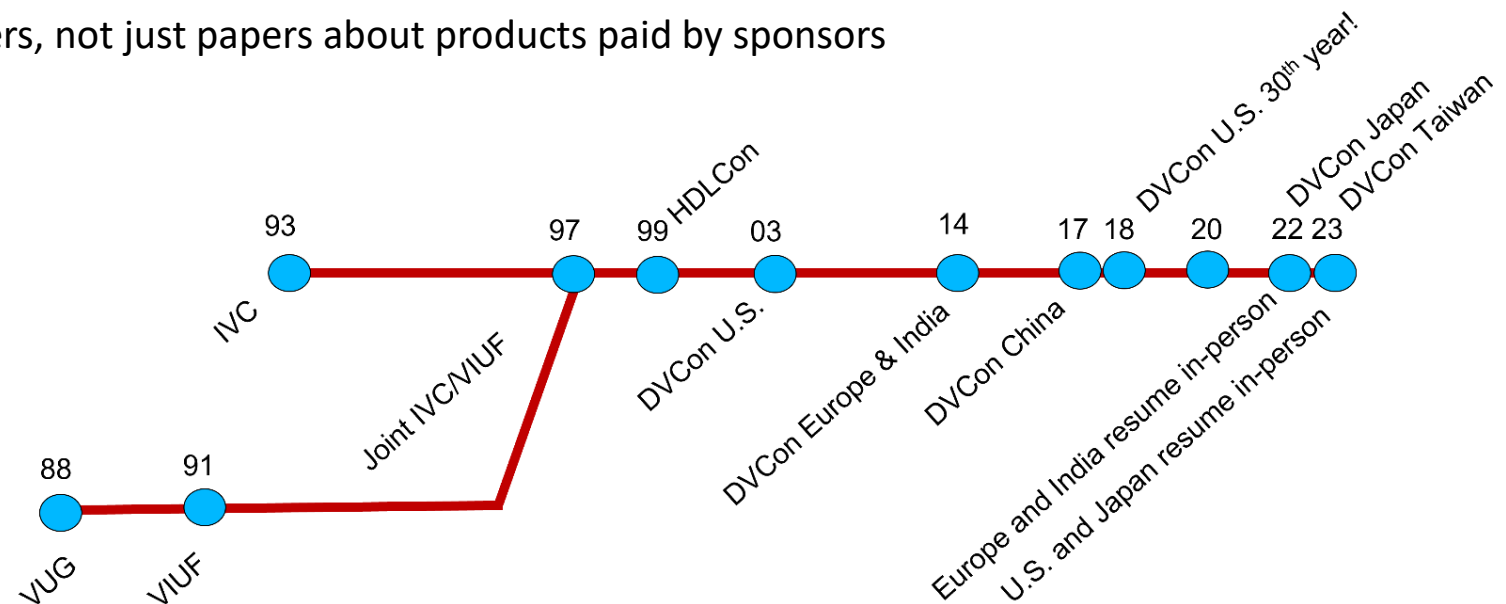 ers, not just papers about products paid by sponsors
93
97
99
HDLCon
03
14
17
18
DVCon U.S. 30th year!
20
22
DVCon Japan
23
DVCon Taiwan
IVC
Joint IVC/VIUF
DVCon U.S.
DVCon Europe & India
DVCon China
Europe and India resume in-person
U.S. and Japan resume in-person
88
91
VUG
VIUF